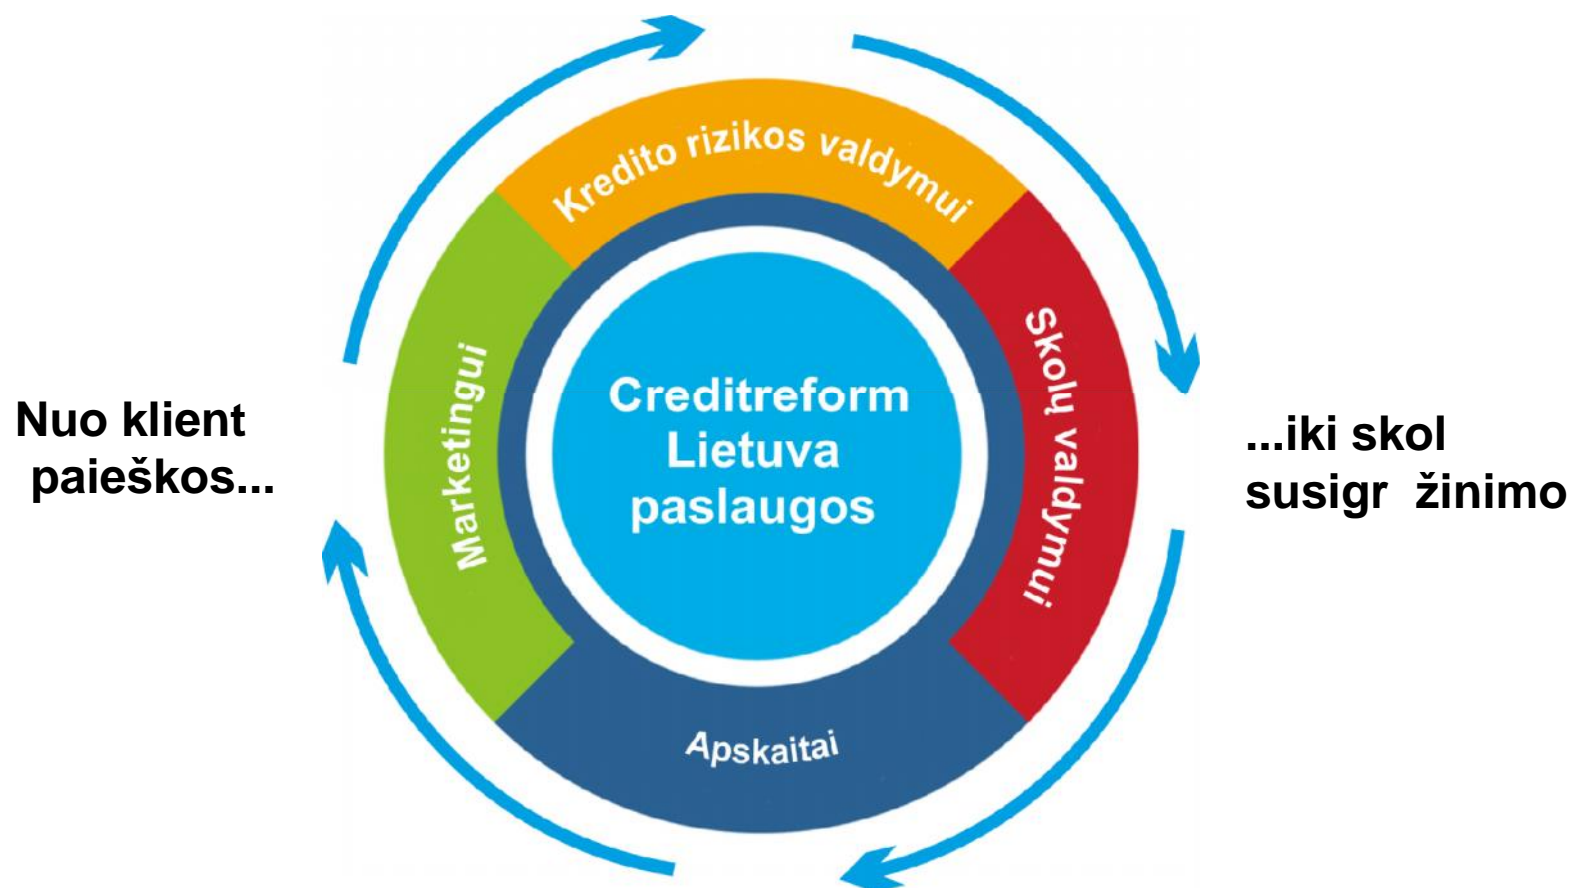 Kredito rizikos valdymui
Skolų valdymui
Apskaitai
Marketingui
Creditreform
Lietuva
paslaugos
Nuo klient
paieškos...
...iki skol
susigr žinimo